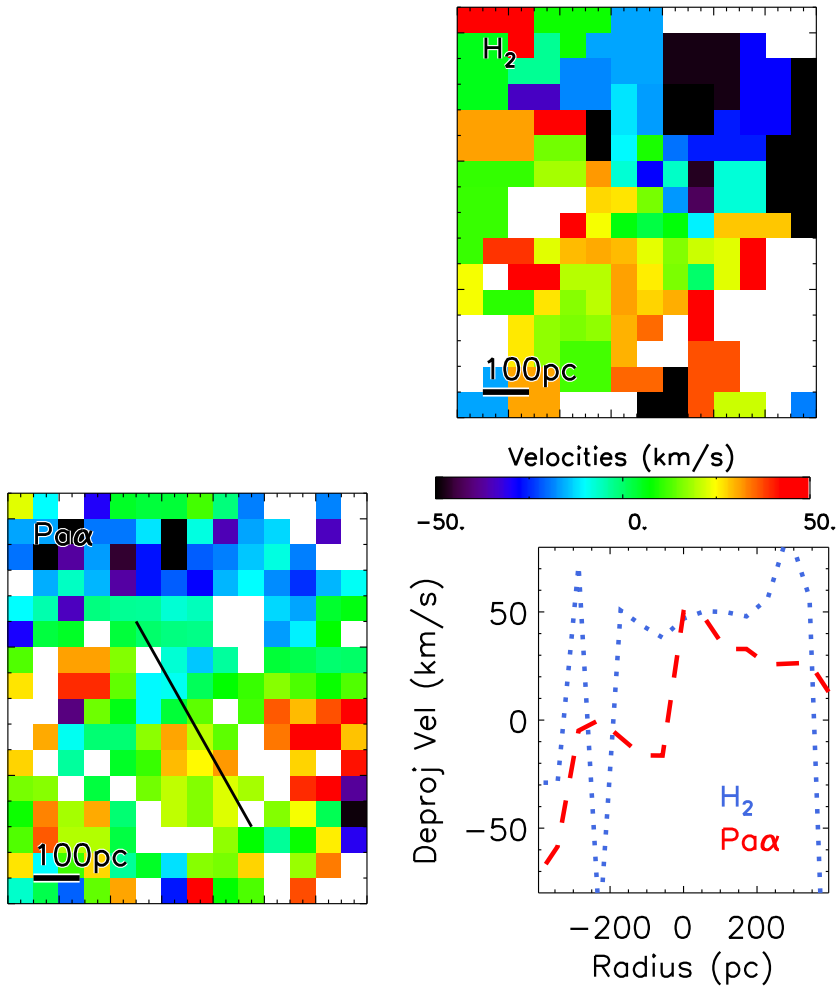 H₂
100pc
Velocities (km/s)
-50. 0. 50.
Paα
100pc
Deproj Vel (km/s)
50
0
-50
H₂
Paα
-200 0 200
Radius (pc)